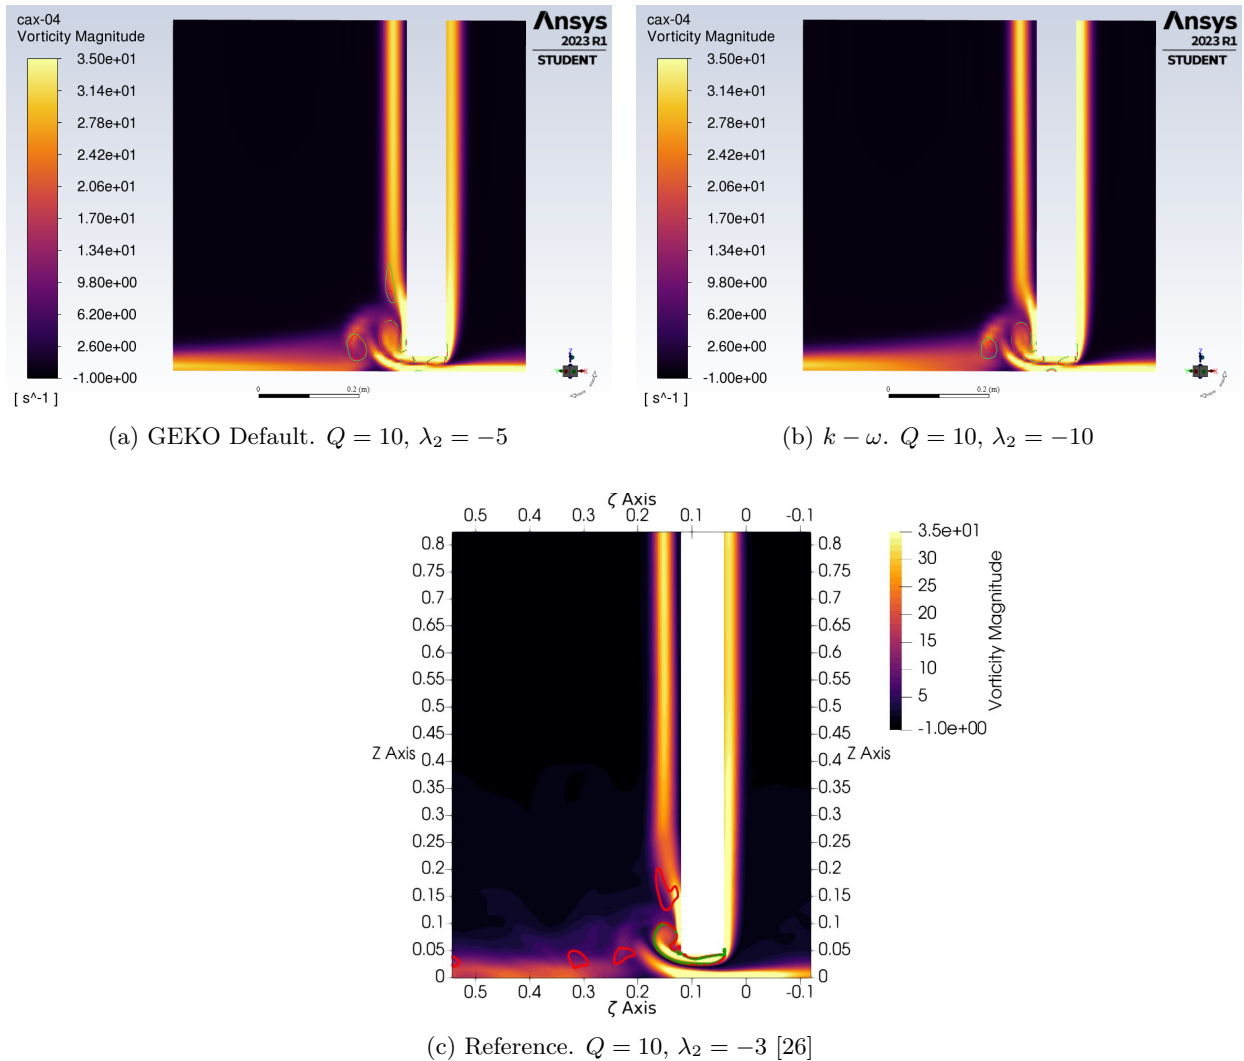 cax-04
Vorticity Magnitude
3.50e+01
3.14e+01
2.78e+01
2.42e+01
2.06e+01
1.70e+01
1.34e+01
9.80e+00
6.20e+00
2.60e+00
-1.00e+00
[ s^-1 ]
Ansys
2023 R1
STUDENT
0 0.2 (m)
Z
Y X
(a) GEKO Default. Q = 10, λ₂ = −5
cax-04
Vorticity Magnitude
3.50e+01
3.14e+01
2.78e+01
2.42e+01
2.06e+01
1.70e+01
1.34e+01
9.80e+00
6.20e+00
2.60e+00
-1.00e+00
[ s^-1 ]
Ansys
2023 R1
STUDENT
0 0.2 (m)
Z
Y X
(b) k − ω. Q = 10, λ₂ = −10
ζ Axis
0.5 0.4 0.3 0.2 0.1 0 -0.1
0.8 0.8
0.75 0.75
0.7 0.7
0.65 0.65
0.6 0.6
0.55 0.55
0.5 0.5
0.45 0.45
Z Axis Z Axis
0.4 0.4
0.35 0.35
0.3 0.3
0.25 0.25
0.2 0.2
0.15 0.15
0.1 0.1
0.05 0.05
0 0
0.5 0.4 0.3 0.2 0.1 0 -0.1
ζ Axis
3.5e+01
30
25
20
15
10
5
-1.0e+00
Vorticity Magnitude
(c) Reference. Q = 10, λ₂ = −3 [26]